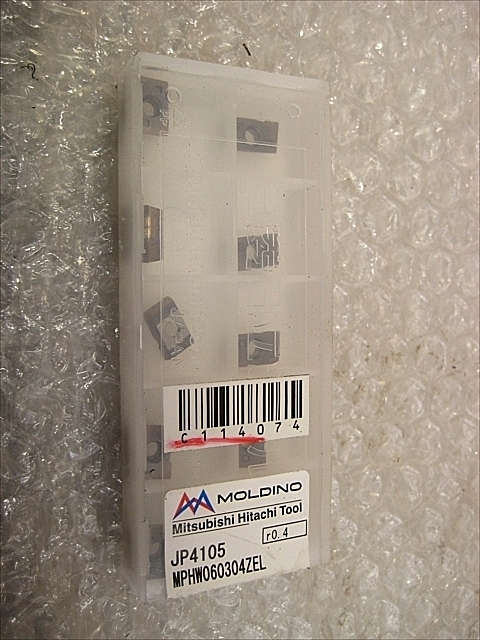 C114074
MOLDINO
Mitsubishi Hitachi Tool
r0.4
JP4105
MPHW060304ZEL